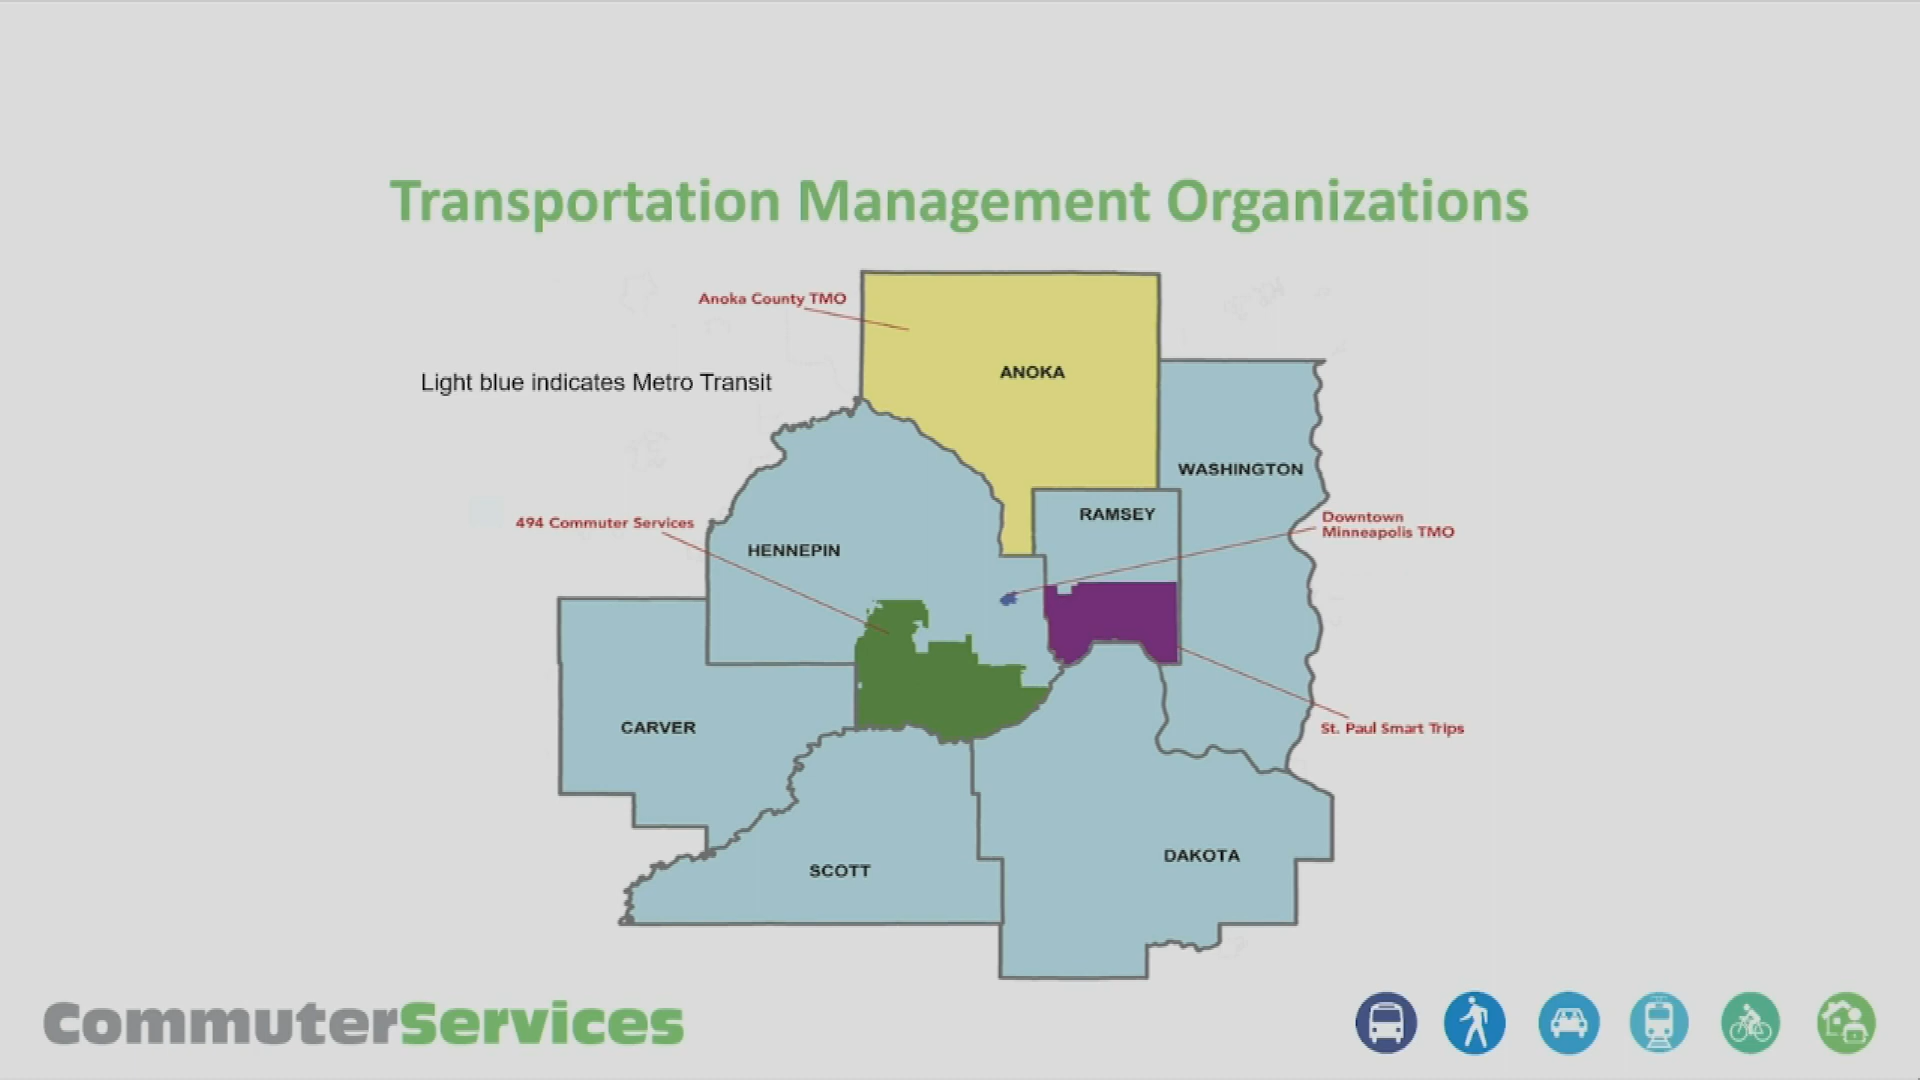 Transportation Management Organizations
Anoka County TMO
ANOKA
Light blue indicates Metro Transit
WASHINGTON
RAMSEY
494 Commuter Services
Downtown
Minneapolis TMO
HENNEPIN
CARVER
St. Paul Smart Trips
DAKOTA
SCOTT
CommuterServices